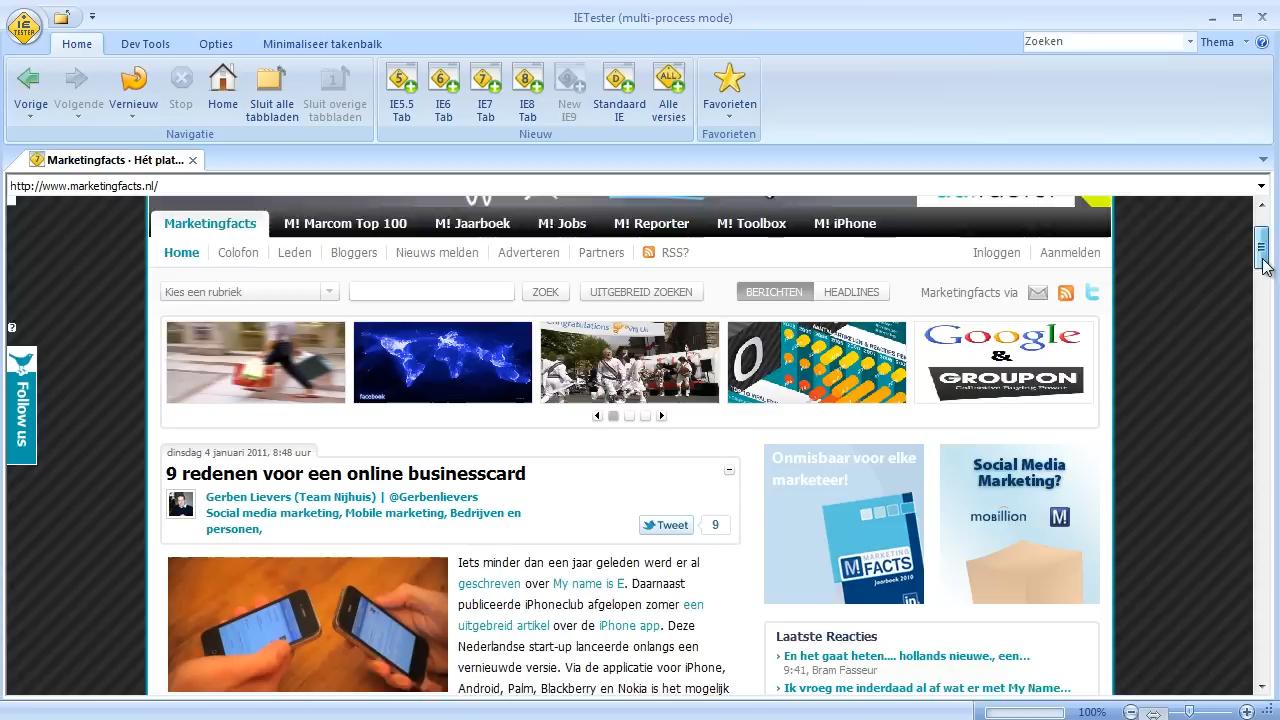 IETester (multi-process mode)
IE
TESTER
Home
Dev Tools
Opties
Minimaliseer takenbalk
Zoeken
Thema
Vorige
Volgende
Vernieuw
Stop
Home
Sluit alle
tabbladen
Sluit overige
tabbladen
Navigatie
IE5.5
Tab
IE6
Tab
IE7
Tab
IE8
Tab
New
IE9
Standaard
IE
Alle
versies
Nieuw
Favorieten
Favorieten
Marketingfacts · Hét plat...
http://www.marketingfacts.nl/
Marketingfacts
M! Marcom Top 100
M! Jaarboek
M! Jobs
M! Reporter
M! Toolbox
M! iPhone
Home
Colofon
Leden
Bloggers
Nieuws melden
Adverteren
Partners
RSS?
Inloggen
Aanmelden
Kies een rubriek
ZOEK
UITGEBREID ZOEKEN
BERICHTEN
HEADLINES
Marketingfacts via
Follow us
facebook
Google
&
GROUPON
dinsdag 4 januari 2011, 8:48 uur
9 redenen voor een online businesscard
Gerben Lievers (Team Nijhuis) | @Gerbenlievers
Social media marketing, Mobile marketing, Bedrijven en
personen,
Tweet
9
Iets minder dan een jaar geleden werd er al
geschreven over My name is E. Daarnaast
publiceerde iPhoneclub afgelopen zomer een
uitgebreid artikel over de iPhone app. Deze
Nederlandse start-up lanceerde onlangs een
vernieuwde versie. Via de applicatie voor iPhone,
Android, Palm, Blackberry en Nokia is het mogelijk
Onmisbaar voor elke
marketeer!
MARKETING
M!FACTS
Jaarboek 2010
in
Social Media
Marketing?
mobillion
M!
Laatste Reacties
› En het gaat heten.... hollands nieuwe., een...
9:41, Bram Fasseur
› Ik vroeg me inderdaad al af wat er met My Name...
100%